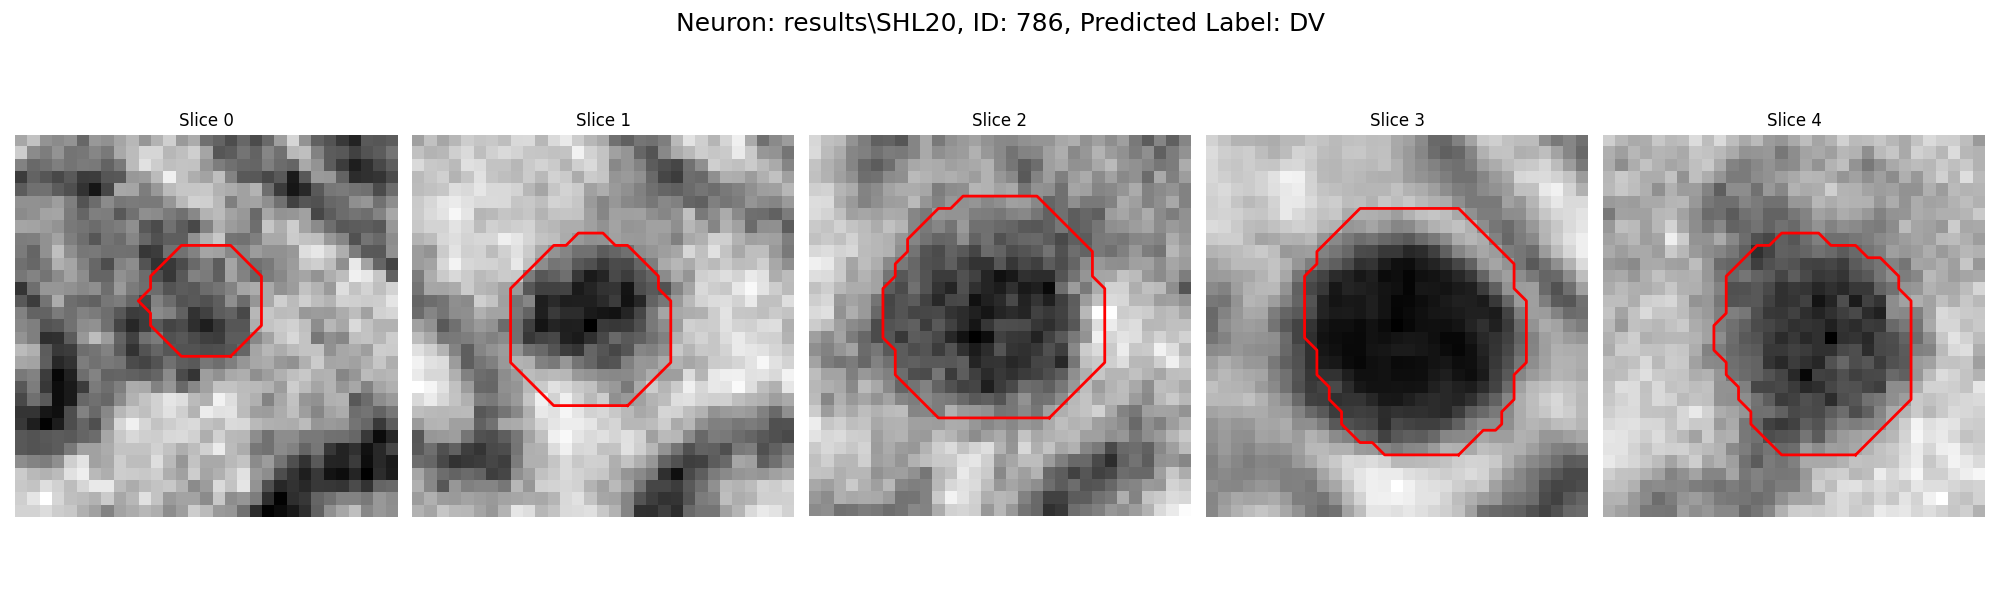 Neuron: results\SHL20, ID: 786, Predicted Label: DV
Slice 0
Slice 1
Slice 2
Slice 3
Slice 4